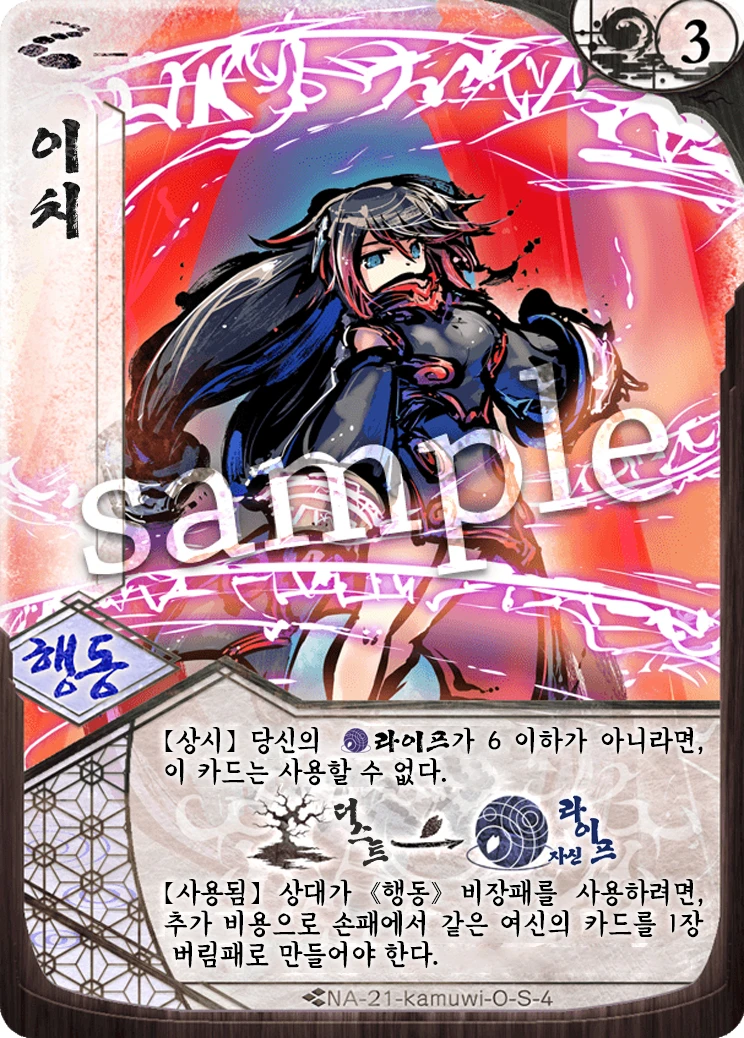 3
이치
sample
행동
【상시】 당신의 라이프가 6 이하가 아니라면,
이 카드는 사용할 수 없다.
더스트
라이프
자신
【사용됨】 상대가 《행동》 비장패를 사용하려면,
추가 비용으로 손패에서 같은 여신의 카드를 1장
버림패로 만들어야 한다.
NA-21-kamuwi-O-S-4